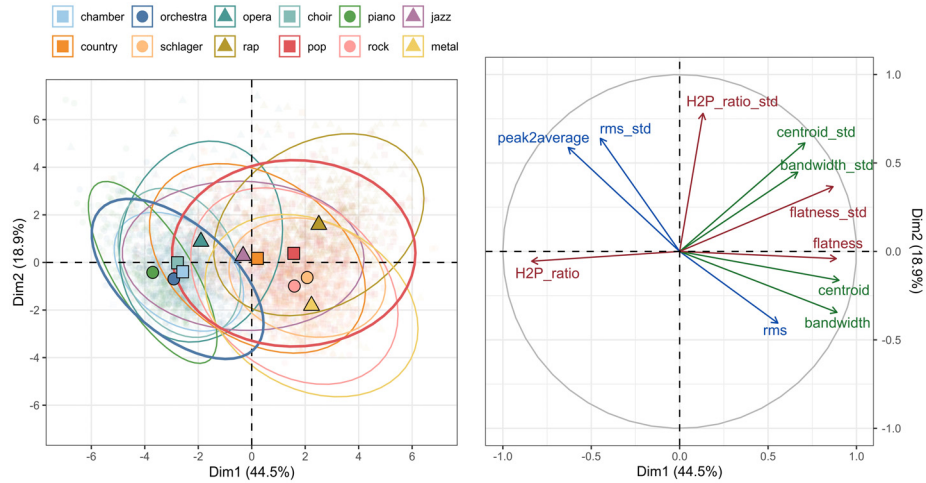 chamber orchestra opera choir piano jazz
country schlager rap pop rock metal
6
4
2
0
-2
-4
-6
Dim2 (18.9%)
-6 -4 -2 0 2 4 6
Dim1 (44.5%)
H2P_ratio_std
peak2average
rms_std
centroid_std
bandwidth_std
flatness_std
flatness
H2P_ratio
centroid
bandwidth
rms
1.0
0.5
0.0
-0.5
-1.0
Dim2 (18.9%)
-1.0 -0.5 0.0 0.5 1.0
Dim1 (44.5%)